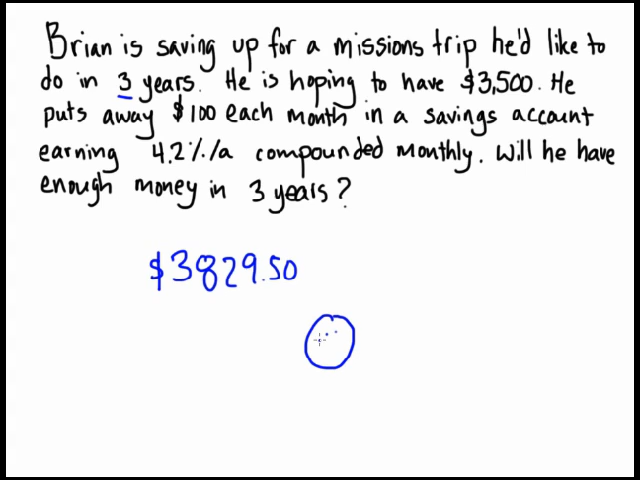 Brian is saving up for a missions trip he'd like to
do in 3 years. He is hoping to have $3,500. He
puts away $100 each month in a savings account
earning 4.2%/a compounded monthly. Will he have
enough money in 3 years?
$3829.50